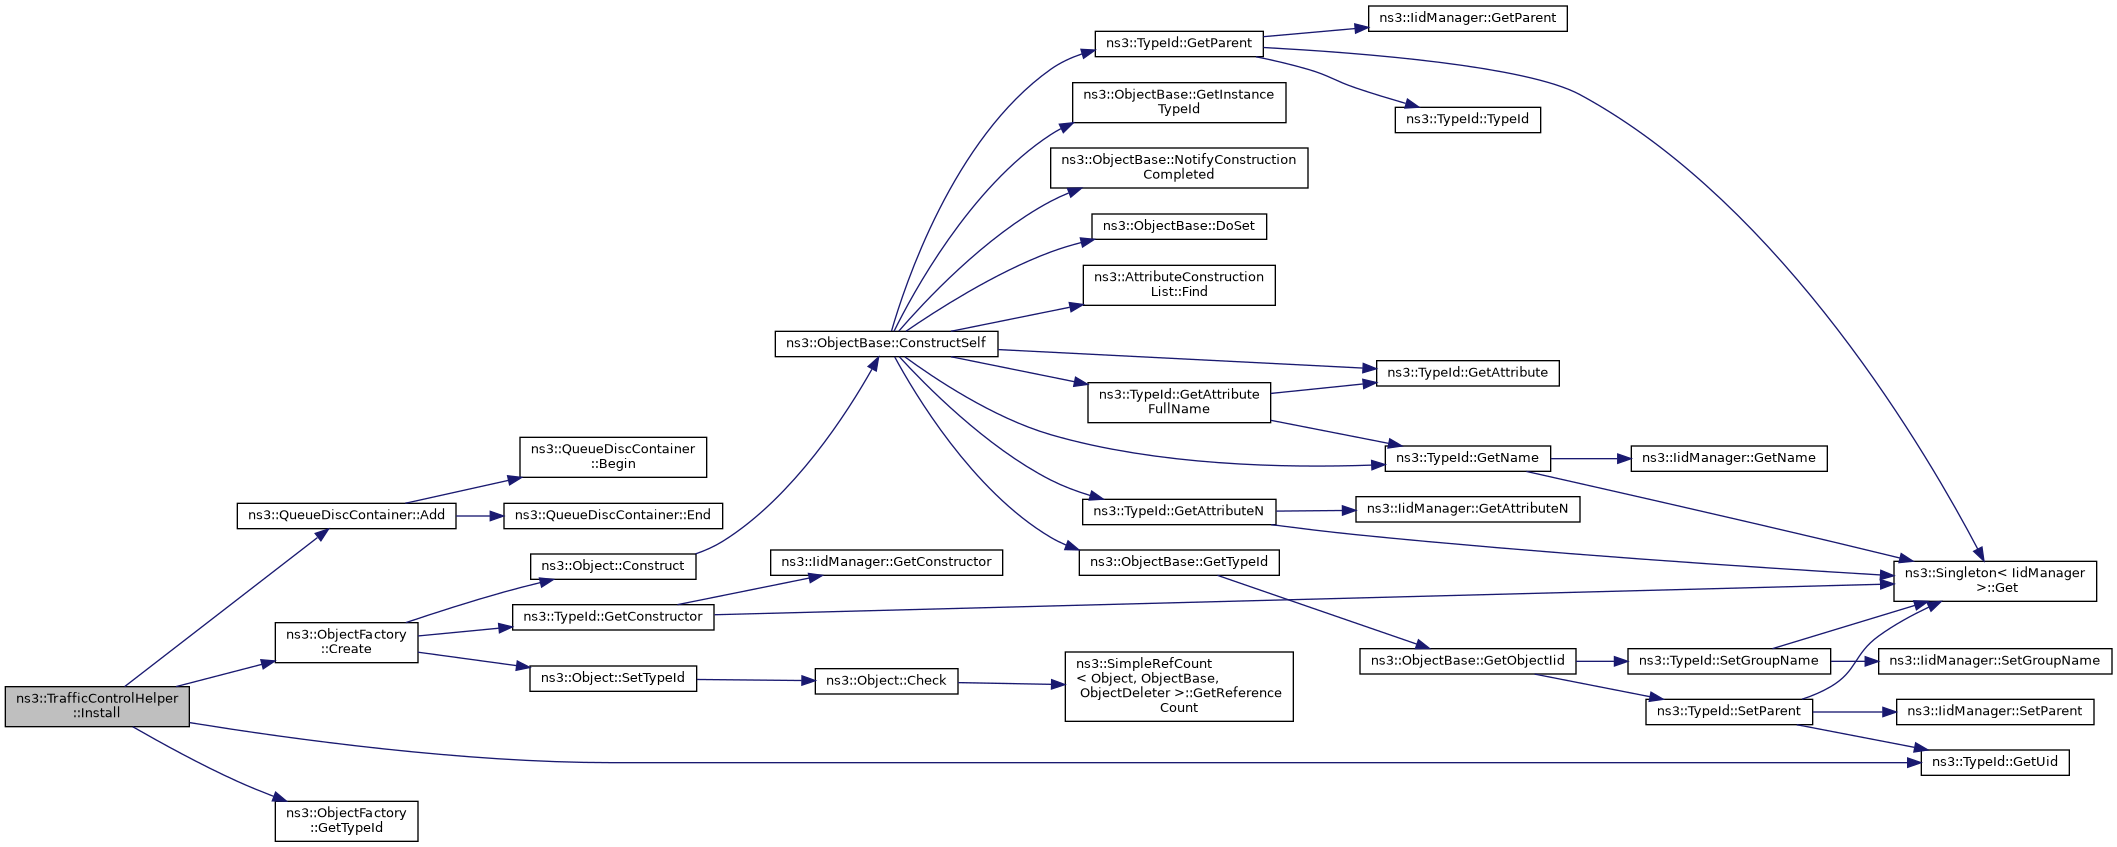 ns3::TrafficControlHelper
::Install
ns3::QueueDiscContainer::Add
ns3::QueueDiscContainer
::Begin
ns3::QueueDiscContainer::End
ns3::ObjectFactory
::Create
ns3::Object::Construct
ns3::ObjectBase::ConstructSelf
ns3::TypeId::GetParent
ns3::IidManager::GetParent
ns3::TypeId::TypeId
ns3::ObjectBase::GetInstance
TypeId
ns3::ObjectBase::NotifyConstruction
Completed
ns3::ObjectBase::DoSet
ns3::AttributeConstruction
List::Find
ns3::TypeId::GetAttribute
ns3::TypeId::GetAttribute
FullName
ns3::TypeId::GetName
ns3::IidManager::GetName
ns3::TypeId::GetAttributeN
ns3::IidManager::GetAttributeN
ns3::ObjectBase::GetTypeId
ns3::Singleton< IidManager
>::Get
ns3::ObjectBase::GetObjectIid
ns3::TypeId::SetGroupName
ns3::IidManager::SetGroupName
ns3::TypeId::SetParent
ns3::IidManager::SetParent
ns3::TypeId::GetUid
ns3::TypeId::GetConstructor
ns3::IidManager::GetConstructor
ns3::Object::SetTypeId
ns3::Object::Check
ns3::SimpleRefCount
< Object, ObjectBase,
ObjectDeleter >::GetReference
Count
ns3::ObjectFactory
::GetTypeId